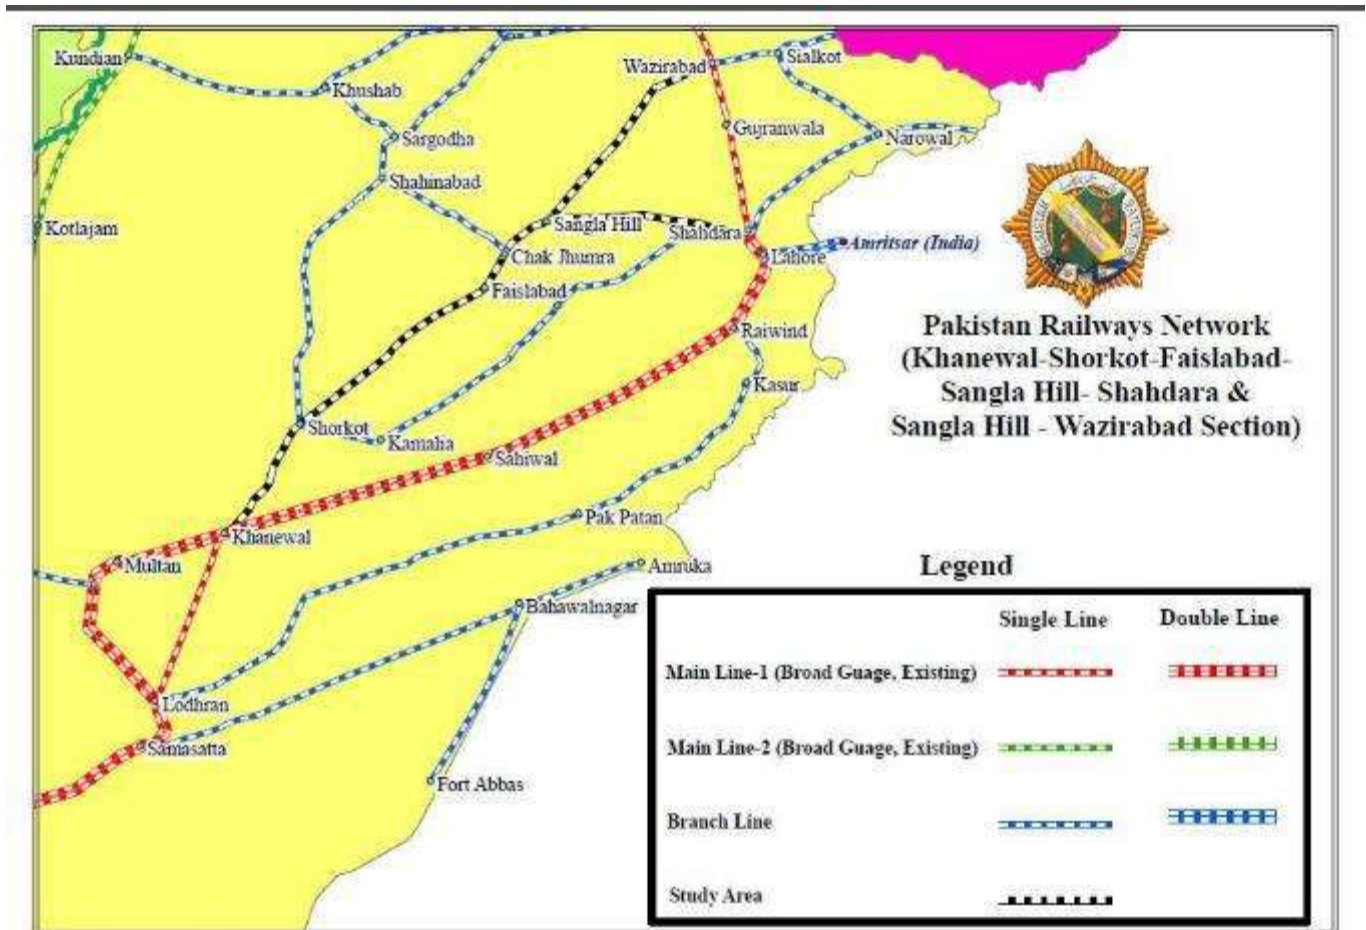 Kundian
Khushab
Sargodha
Shahinabad
Kotlajam
Wazirabad
Sialkot
Gujranwala
Narowal
Sangla Hill
Shahdara
Chak Jhumra
Lahore
Amritsar (India)
Faislabad
Raiwind
Kasur
Shorkot
Kamalia
Sahiwal
Khanewal
Pak Patan
Multan
Amruka
Bahawalnagar
Lodhran
Samasatta
Fort Abbas
Pakistan Railways Network
(Khanewal-Shorkot-Faislabad-
Sangla Hill- Shahdara &
Sangla Hill - Wazirabad Section)
Legend
Single Line Double Line
Main Line-1 (Broad Guage, Existing)
Main Line-2 (Broad Guage, Existing)
Branch Line
Study Area